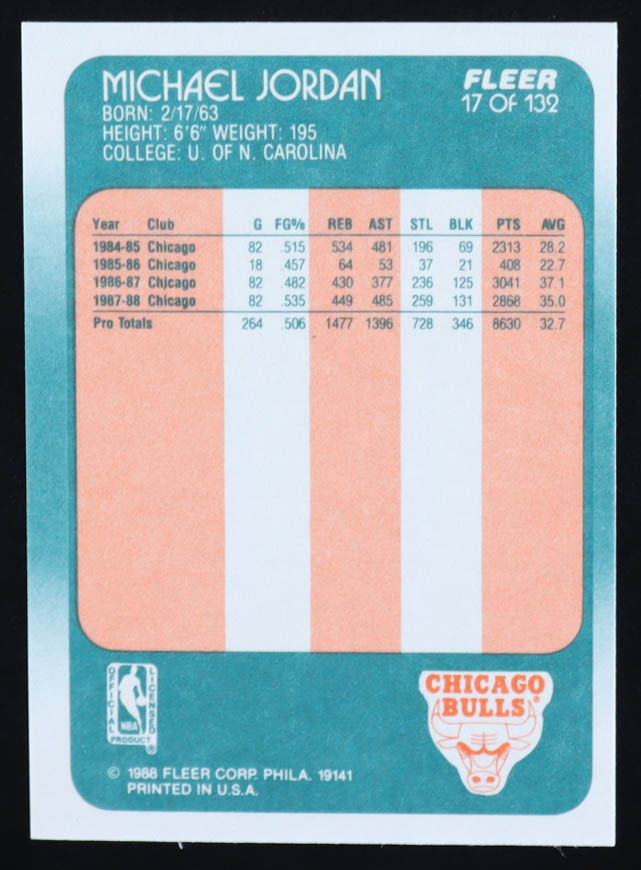 MICHAEL JORDAN
FLEER
17 OF 132
BORN: 2/17/63
HEIGHT: 6'6" WEIGHT: 195
COLLEGE: U. OF N. CAROLINA
Year Club G FG% REB AST STL BLK PTS AVG
1984-85 Chicago 82 .515 534 481 196 69 2313 28.2
1985-86 Chicago 18 .457 64 53 37 21 408 22.7
1986-87 Chicago 82 .482 430 377 236 125 3041 37.1
1987-88 Chicago 82 .535 449 485 259 131 2868 35.0
Pro Totals 264 .506 1477 1396 728 346 8630 32.7
OFFICIAL
LICENSED
NBA
PRODUCT ®
CHICAGO
BULLS ®
© 1988 FLEER CORP. PHILA. 19141
PRINTED IN U.S.A.